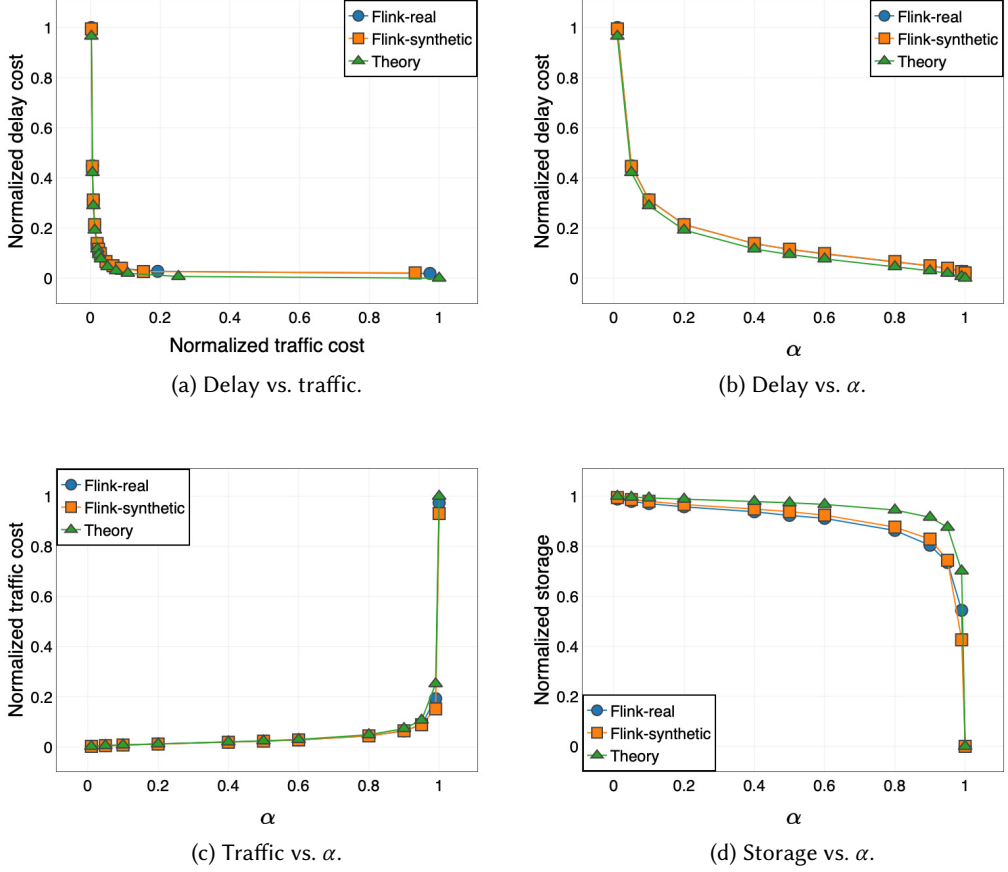 Normalized delay cost
1
0.8
0.6
0.4
0.2
0
Flink-real
Flink-synthetic
Theory
0 0.2 0.4 0.6 0.8 1
Normalized traffic cost
(a) Delay vs. traffic.
Normalized delay cost
1
0.8
0.6
0.4
0.2
0
Flink-real
Flink-synthetic
Theory
0 0.2 0.4 0.6 0.8 1
α
(b) Delay vs. α.
Normalized traffic cost
1
0.8
0.6
0.4
0.2
0
Flink-real
Flink-synthetic
Theory
0 0.2 0.4 0.6 0.8 1
α
(c) Traffic vs. α.
Normalized storage
1
0.8
0.6
0.4
0.2
0
Flink-real
Flink-synthetic
Theory
0 0.2 0.4 0.6 0.8 1
α
(d) Storage vs. α.